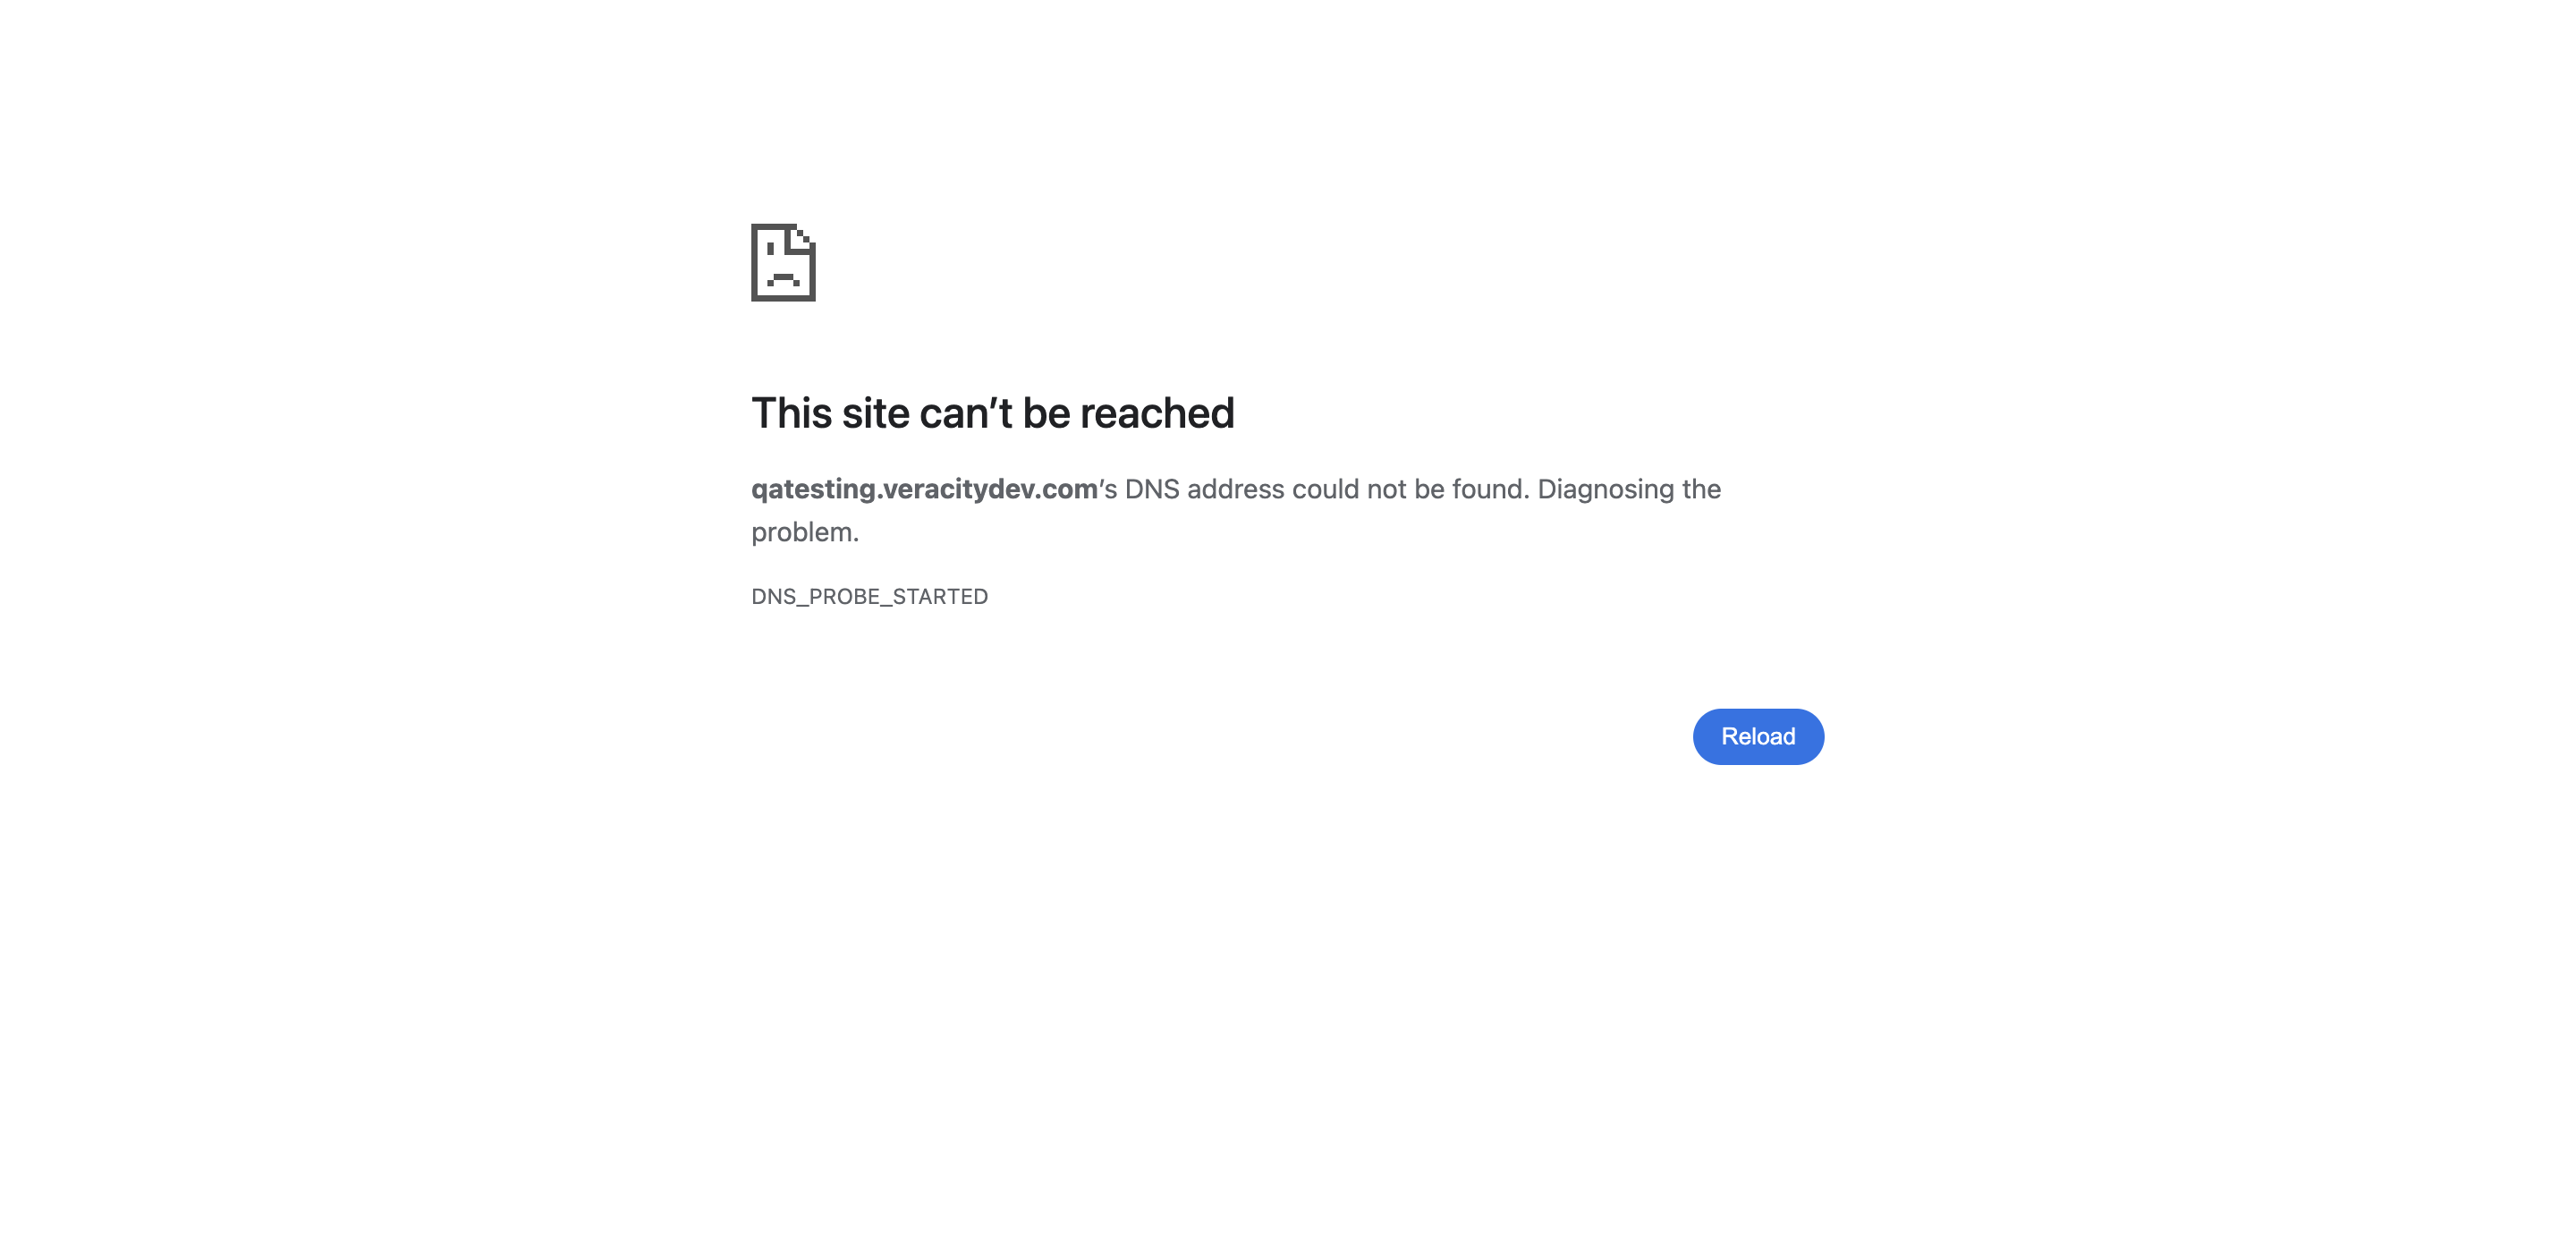 This site can’t be reached
qatesting.veracitydev.com’s DNS address could not be found. Diagnosing the
problem.
DNS_PROBE_STARTED
Reload